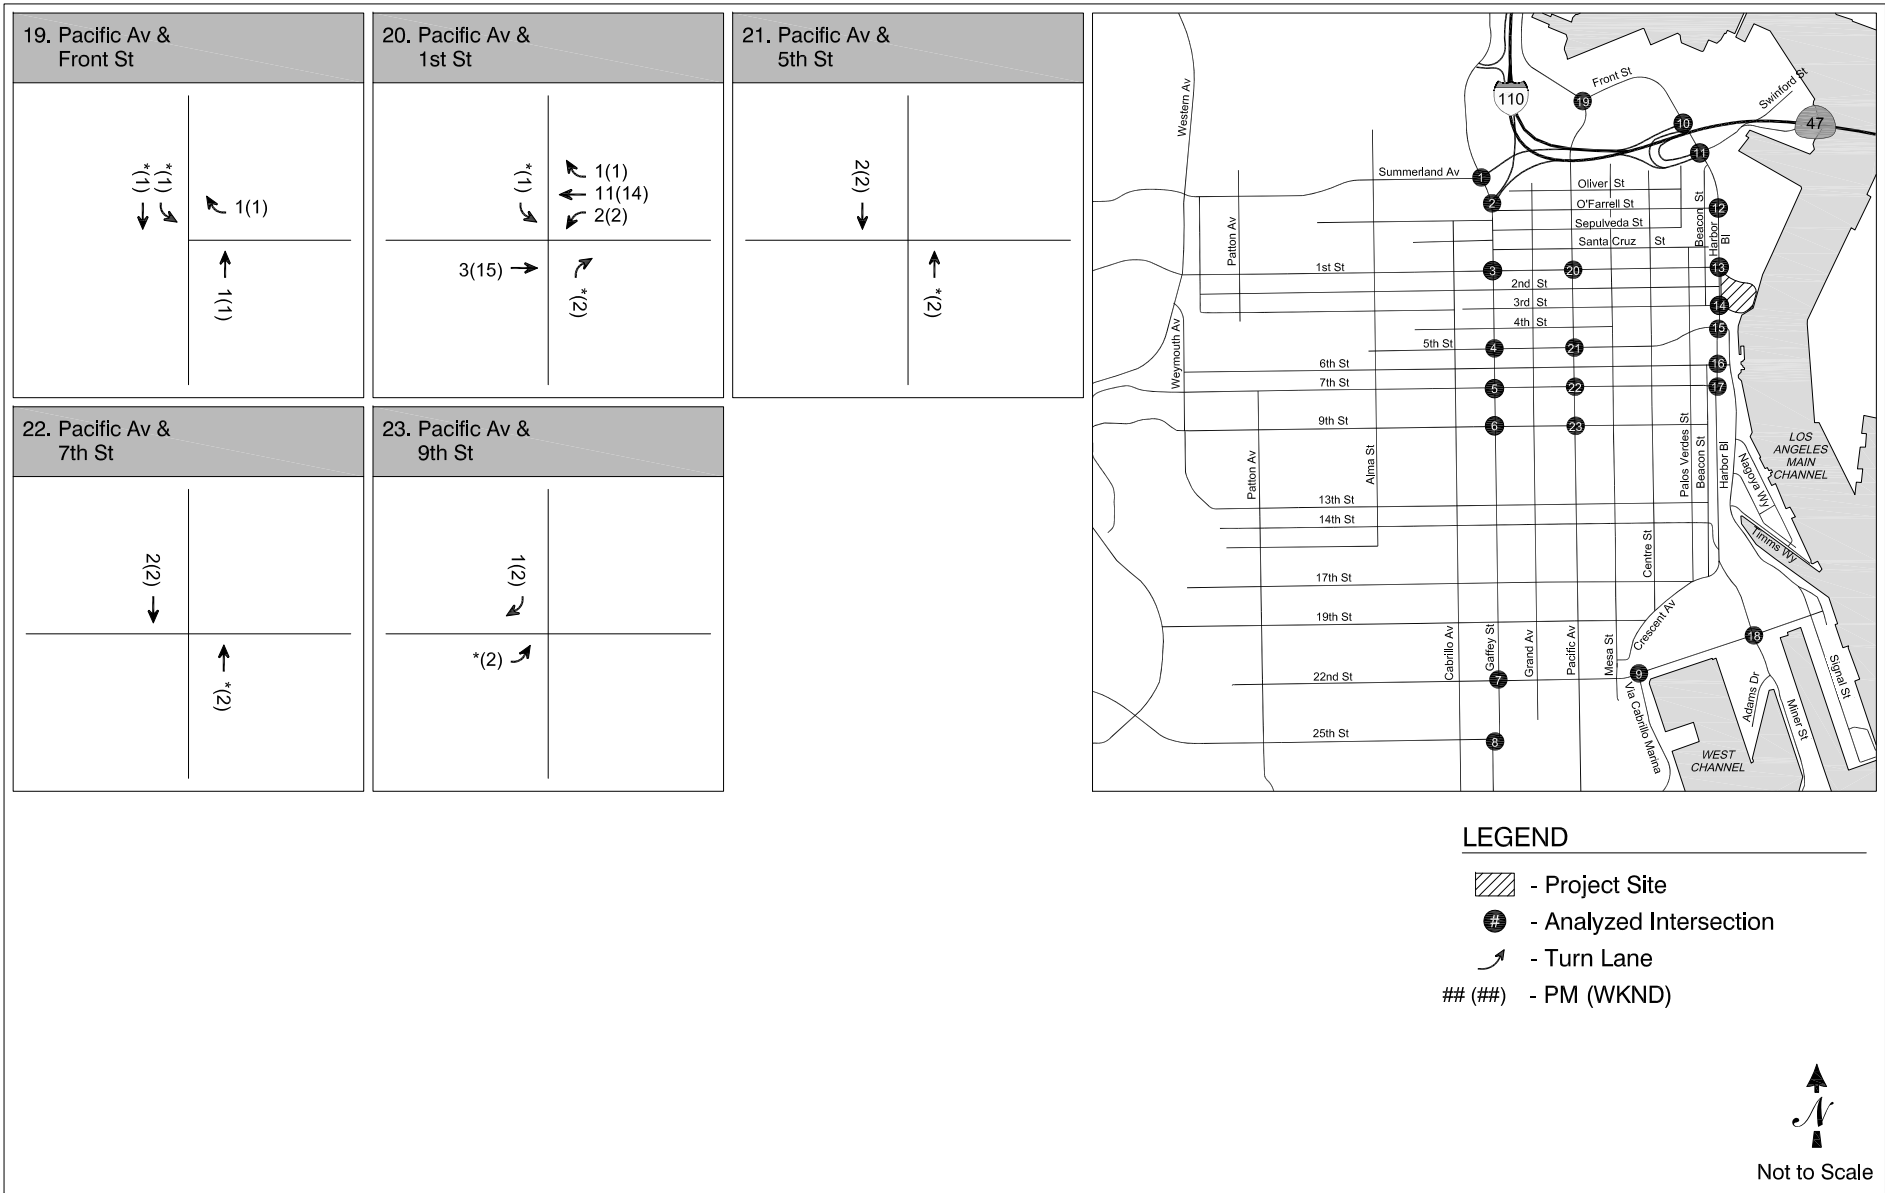 19. Pacific Av &
Front St
*(1)
*(1)
1(1)
1(1)
20. Pacific Av &
1st St
*(1)
1(1)
11(14)
2(2)
3(15)
*(2)
21. Pacific Av &
5th St
2(2)
*(2)
22. Pacific Av &
7th St
2(2)
*(2)
23. Pacific Av &
9th St
1(2)
*(2)
Western Av
110
Front St
19
Swinford St
10
47
11
Summerland Av
1
Oliver St
2
O'Farrell St
12
Beacon St
Harbor Bl
Sepulveda St
Patton Av
Santa Cruz St
1st St
3
20
13
2nd St
3rd St
14
4th St
15
Weymouth Av
5th St
4
21
6th St
16
7th St
5
22
17
9th St
6
23
Palos Verdes St
Beacon St
Harbor Bl
Nagoya Wy
LOS
ANGELES
MAIN
CHANNEL
Patton Av
Alma St
13th St
14th St
Timms Wy
Centre St
17th St
19th St
Crescent Av
18
Cabrillo Av
Gaffey St
Grand Av
Pacific Av
Mesa St
22nd St
7
9
Via Cabrillo Marina
Adams Dr
Miner St
Signal St
25th St
8
WEST
CHANNEL
LEGEND
- Project Site
# - Analyzed Intersection
- Turn Lane
## (##) - PM (WKND)
N
Not to Scale